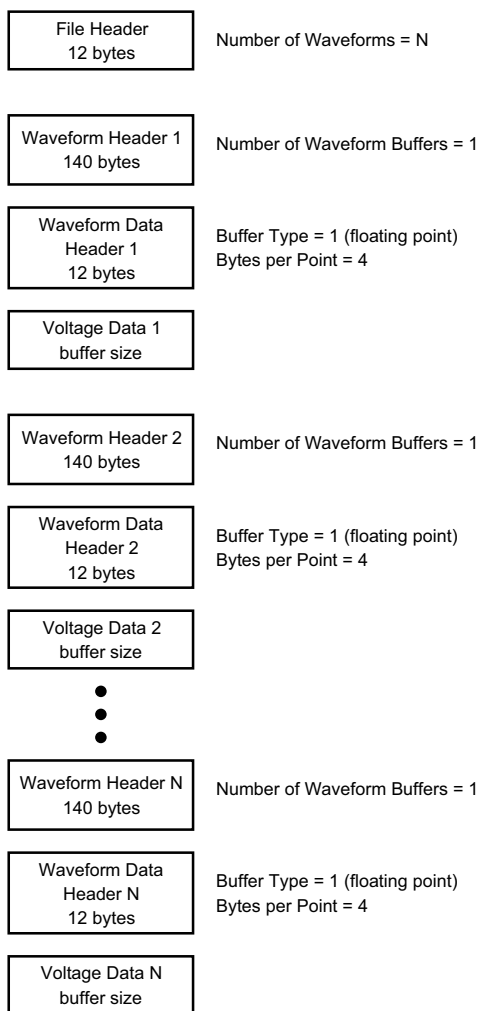 File Header
12 bytes
Number of Waveforms = N
Waveform Header 1
140 bytes
Number of Waveform Buffers = 1
Waveform Data
Header 1
12 bytes
Buffer Type = 1 (floating point)
Bytes per Point = 4
Voltage Data 1
buffer size
Waveform Header 2
140 bytes
Number of Waveform Buffers = 1
Waveform Data
Header 2
12 bytes
Buffer Type = 1 (floating point)
Bytes per Point = 4
Voltage Data 2
buffer size
Waveform Header N
140 bytes
Number of Waveform Buffers = 1
Waveform Data
Header N
12 bytes
Buffer Type = 1 (floating point)
Bytes per Point = 4
Voltage Data N
buffer size